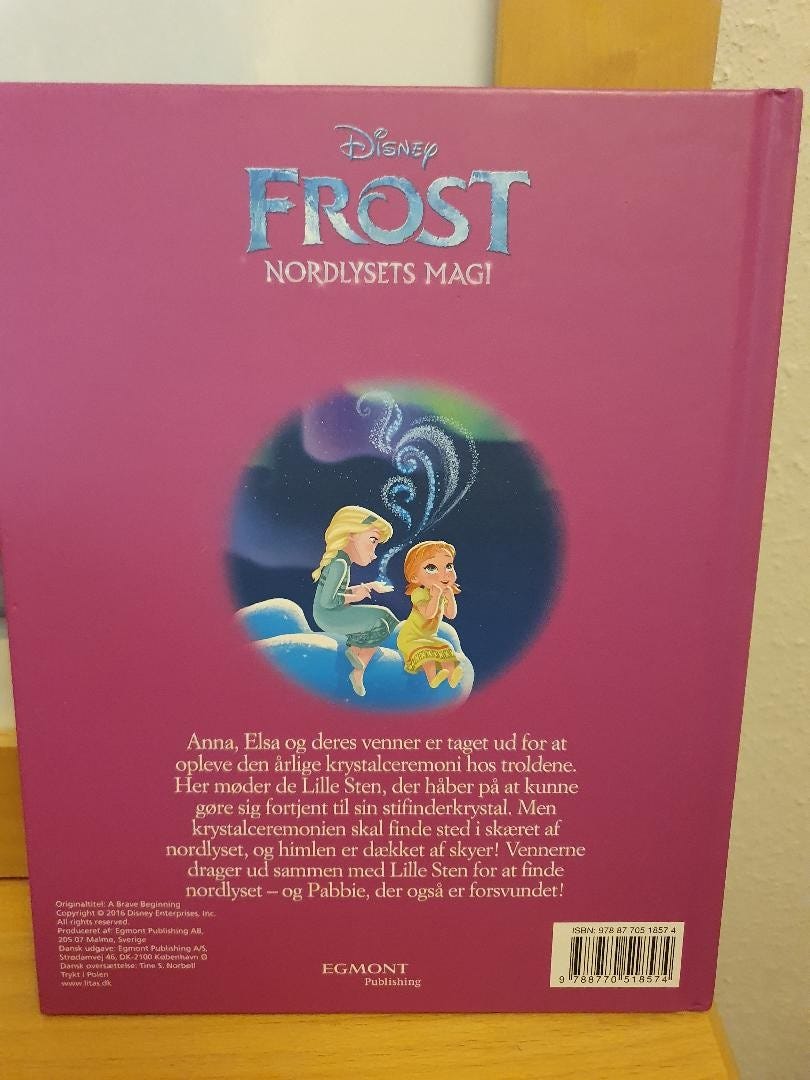 Disney
FROST
NORDLYSETS MAGI
Anna, Elsa og deres venner er taget ud for at
opleve den årlige krystalceremoni hos troldene.
Her møder de Lille Sten, der håber på at kunne
gøre sig fortjent til sin stifinderkrystal. Men
krystalceremonien skal finde sted i skæret af
nordlyset, og himlen er dækket af skyer! Vennerne
drager ud sammen med Lille Sten for at finde
nordlyset – og Pabbie, der også er forsvundet!
Originaltitel: A Brave Beginning
Copyright © 2016 Disney Enterprises, Inc.
All rights reserved.
Produceret af: Egmont Publishing AB,
205 07 Malmø, Sverige
Dansk udgave: Egmont Publishing A/S,
Strødamvej 46, DK-2100 København Ø
Dansk oversættelse: Tine S. Norbøll
Trykt i Polen
www.litas.dk
EGMONT
Publishing
ISBN: 978 87 705 1857 4
9 788770 518574